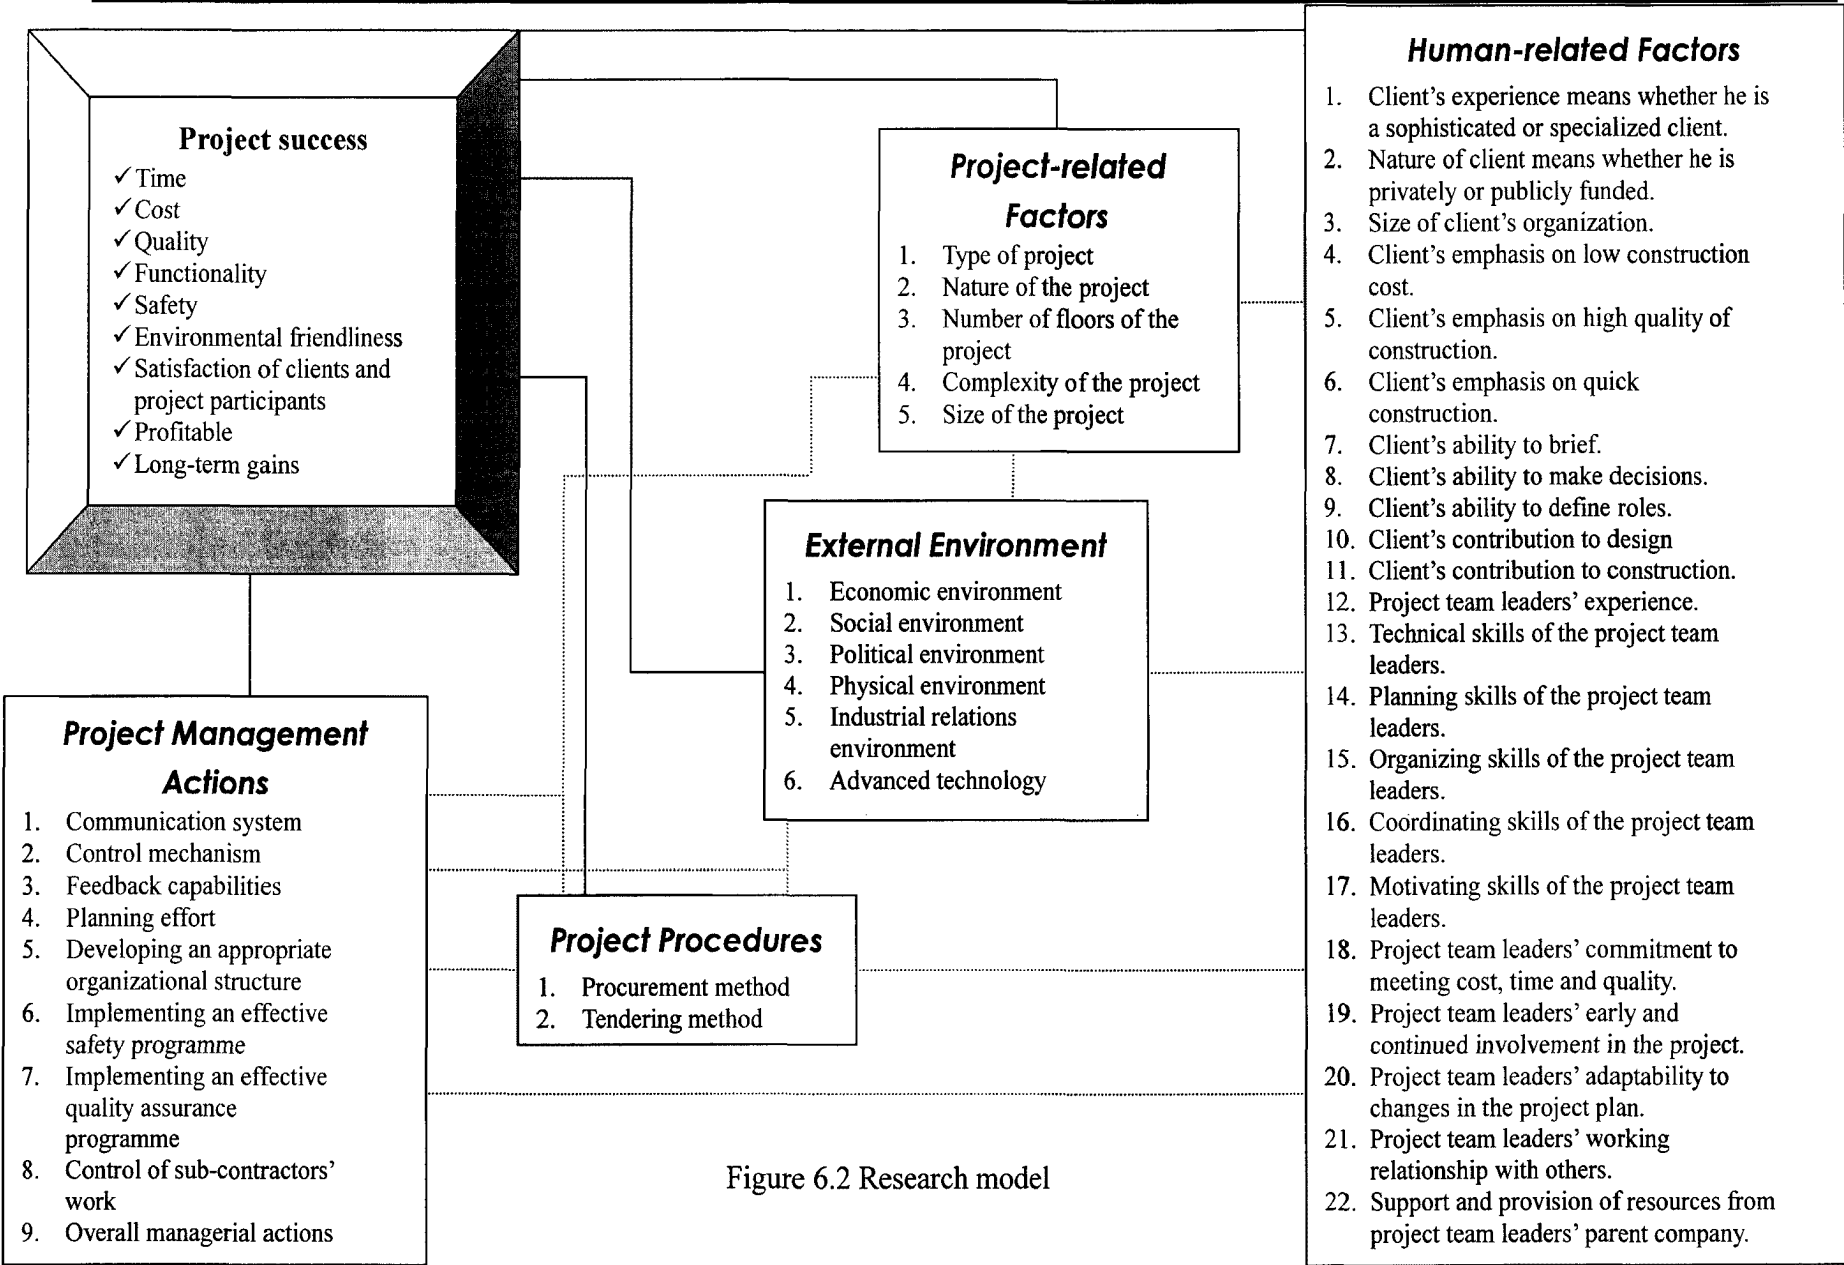 Project success
✓ Time
✓ Cost
✓ Quality
✓ Functionality
✓ Safety
✓ Environmental friendliness
✓ Satisfaction of clients and
project participants
✓ Profitable
✓ Long-term gains
Project Management
Actions
1. Communication system
2. Control mechanism
3. Feedback capabilities
4. Planning effort
5. Developing an appropriate
organizational structure
6. Implementing an effective
safety programme
7. Implementing an effective
quality assurance
programme
8. Control of sub-contractors'
work
9. Overall managerial actions
Project-related
Factors
1. Type of project
2. Nature of the project
3. Number of floors of the
project
4. Complexity of the project
5. Size of the project
External Environment
1. Economic environment
2. Social environment
3. Political environment
4. Physical environment
5. Industrial relations
environment
6. Advanced technology
Project Procedures
1. Procurement method
2. Tendering method
Human-related Factors
1. Client's experience means whether he is
a sophisticated or specialized client.
2. Nature of client means whether he is
privately or publicly funded.
3. Size of client's organization.
4. Client's emphasis on low construction
cost.
5. Client's emphasis on high quality of
construction.
6. Client's emphasis on quick
construction.
7. Client's ability to brief.
8. Client's ability to make decisions.
9. Client's ability to define roles.
10. Client's contribution to design
11. Client's contribution to construction.
12. Project team leaders' experience.
13. Technical skills of the project team
leaders.
14. Planning skills of the project team
leaders.
15. Organizing skills of the project team
leaders.
16. Coordinating skills of the project team
leaders.
17. Motivating skills of the project team
leaders.
18. Project team leaders' commitment to
meeting cost, time and quality.
19. Project team leaders' early and
continued involvement in the project.
20. Project team leaders' adaptability to
changes in the project plan.
21. Project team leaders' working
relationship with others.
22. Support and provision of resources from
project team leaders' parent company.
Figure 6.2 Research model